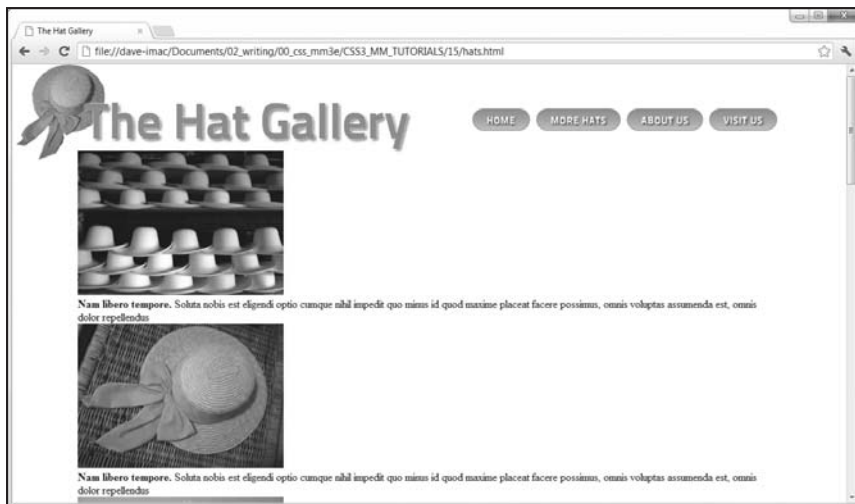 The Hat Gallery
file://dave-imac/Documents/02_writing/00_css_mm3e/CSS3_MM_TUTORIALS/15/hats.html
The Hat Gallery
HOME MORE HATS ABOUT US VISIT US
Nam libero tempore. Soluta nobis est eligendi optio cumque nihil impedit quo minus id quod maxime placeat facere possimus, omnis voluptas assumenda est, omnis
dolor repellendus
Nam libero tempore. Soluta nobis est eligendi optio cumque nihil impedit quo minus id quod maxime placeat facere possimus, omnis voluptas assumenda est, omnis
dolor repellendus